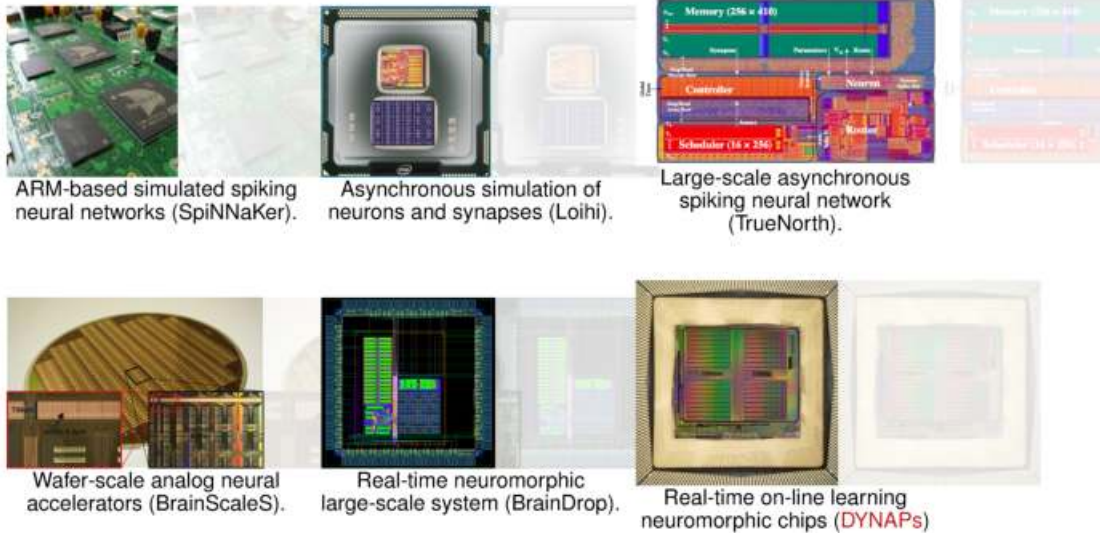 Memory (256 × 410)
Synapses
Parameters
Controller
Neuron
Router
Scheduler (16 × 256)
ARM-based simulated spiking
neural networks (SpiNNaKer).
Asynchronous simulation of
neurons and synapses (Loihi).
Large-scale asynchronous
spiking neural network
(TrueNorth).
Wafer-scale analog neural
accelerators (BrainScaleS).
Real-time neuromorphic
large-scale system (BrainDrop).
Real-time on-line learning
neuromorphic chips (DYNAPs)